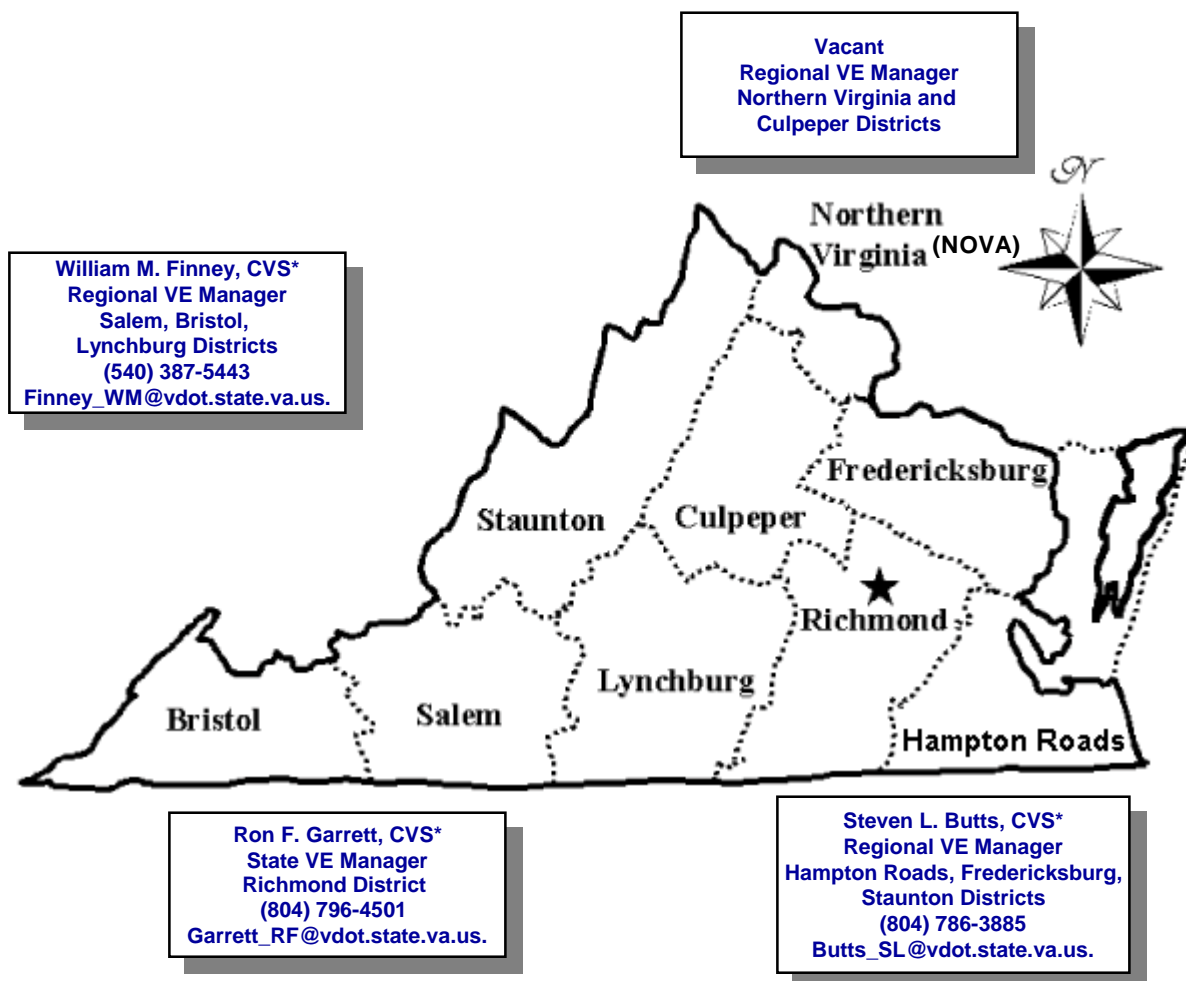 Vacant
Regional VE Manager
Northern Virginia and
Culpeper Districts
N
Northern
Virginia (NOVA)
William M. Finney, CVS*
Regional VE Manager
Salem, Bristol,
Lynchburg Districts
(540) 387-5443
Finney_WM@vdot.state.va.us.
Fredericksburg
Staunton
Culpeper
Richmond
Lynchburg
Salem
Bristol
Hampton Roads
Ron F. Garrett, CVS*
State VE Manager
Richmond District
(804) 796-4501
Garrett_RF@vdot.state.va.us.
Steven L. Butts, CVS*
Regional VE Manager
Hampton Roads, Fredericksburg,
Staunton Districts
(804) 786-3885
Butts_SL@vdot.state.va.us.